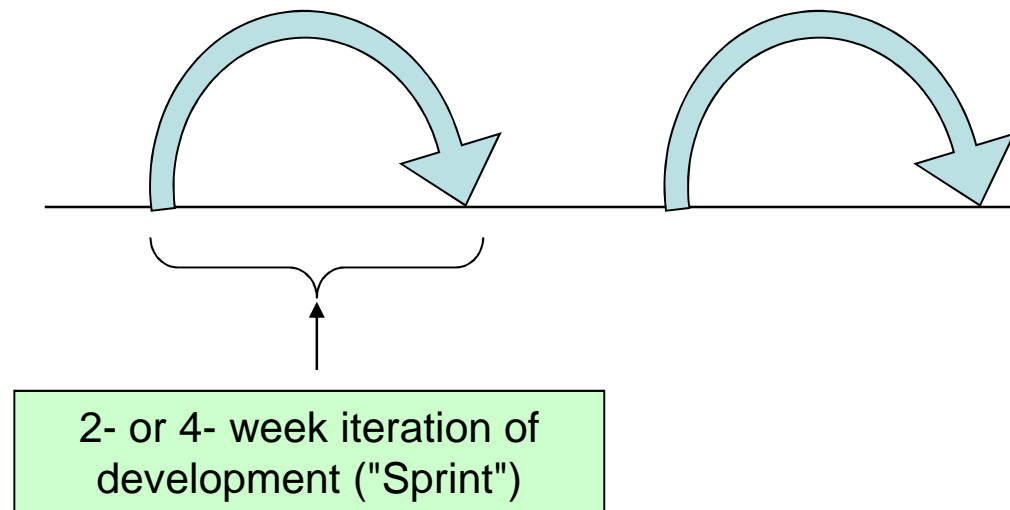 2- or 4- week iteration of
development ("Sprint")